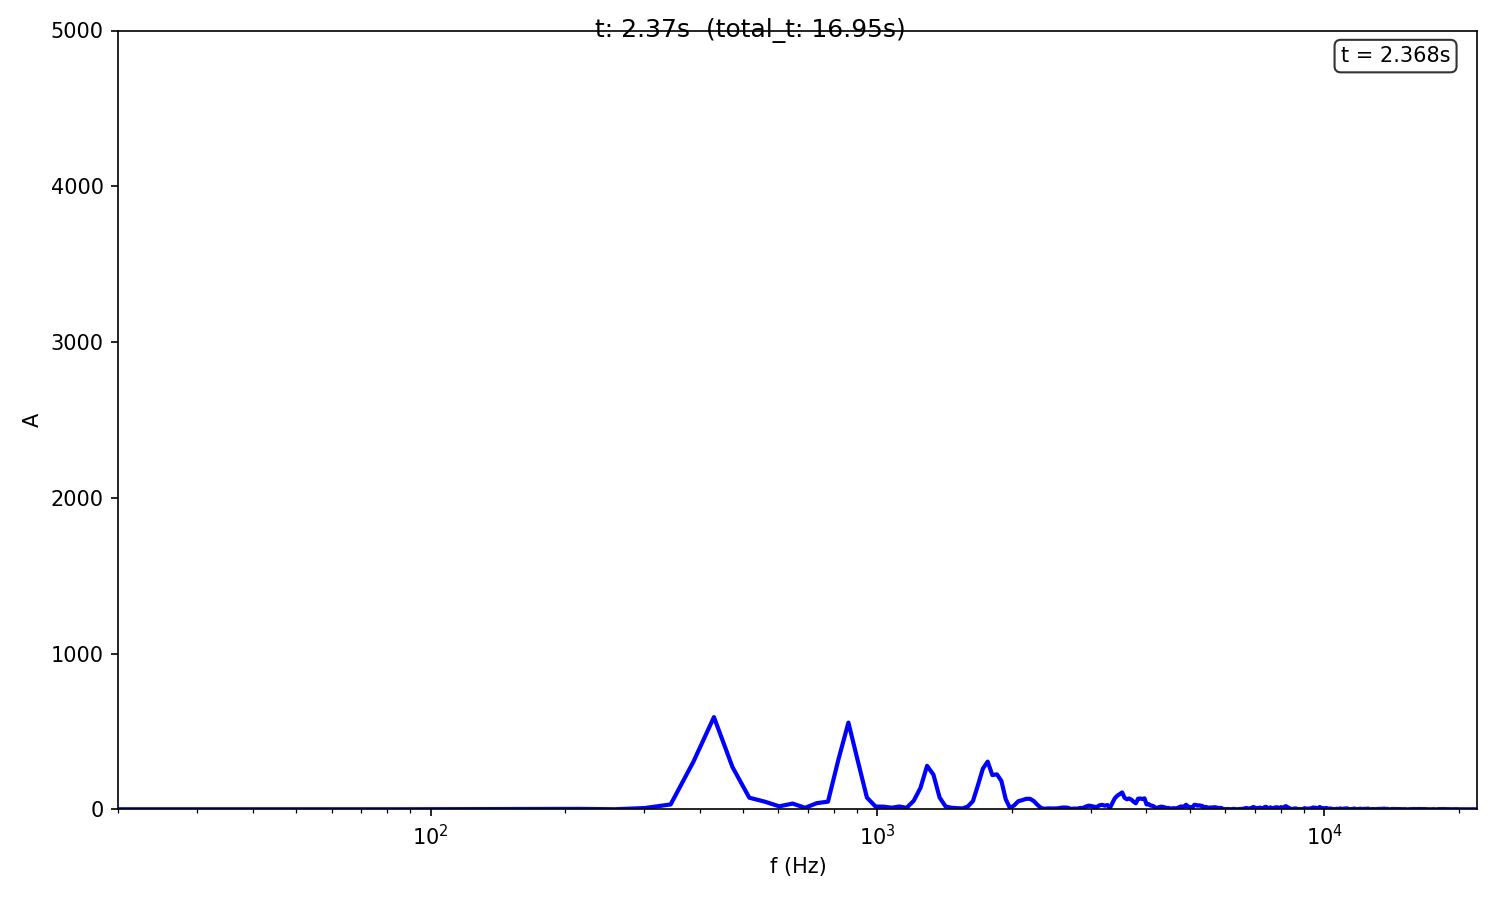 t: 2.37s (total_t: 16.95s)
t = 2.368s
5000
4000
3000
2000
1000
0
A
10² 10³ 10⁴
f (Hz)